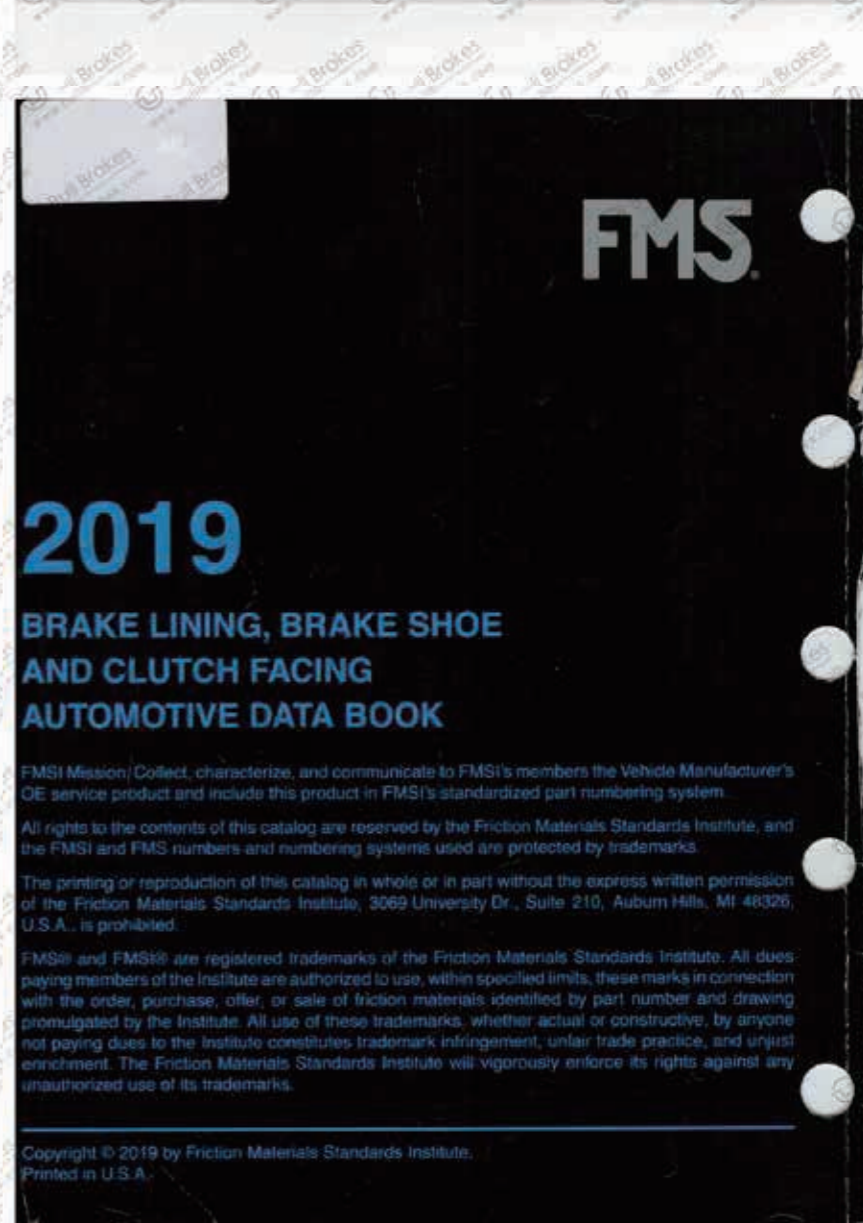 FMS®
2019
BRAKE LINING, BRAKE SHOE
AND CLUTCH FACING
AUTOMOTIVE DATA BOOK
FMSI Mission: Collect, characterize, and communicate to FMSI's members the Vehicle Manufacturer's
OE service product and include this product in FMSI's standardized part numbering system.
All rights to the contents of this catalog are reserved by the Friction Materials Standards Institute, and
the FMSI and FMS numbers and numbering systems used are protected by trademarks.
The printing or reproduction of this catalog in whole or in part without the express written permission
of the Friction Materials Standards Institute, 3069 University Dr., Suite 210, Auburn Hills, MI 48326,
U.S.A., is prohibited.
FMS® and FMSI® are registered trademarks of the Friction Materials Standards Institute. All dues
paying members of the Institute are authorized to use, within specified limits, these marks in connection
with the order, purchase, offer, or sale of friction materials identified by part number and drawing
promulgated by the Institute. All use of these trademarks, whether actual or constructive, by anyone
not paying dues to the Institute constitutes trademark infringement, unfair trade practice, and unjust
enrichment. The Friction Materials Standards Institute will vigorously enforce its rights against any
unauthorized use of its trademarks.
Copyright © 2019 by Friction Materials Standards Institute.
Printed in U.S.A.